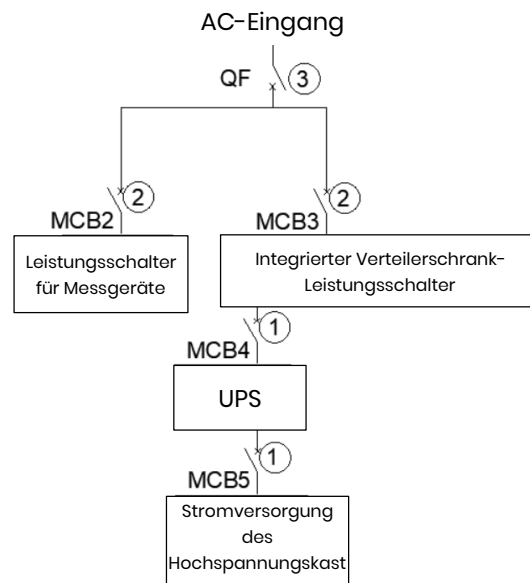 AC-Eingang
QF
3
2
2
MCB2
MCB3
Leistungsschalter
für Messgeräte
Integrierter Verteilerschrank-
Leistungsschalter
1
MCB4
UPS
1
MCB5
Stromversorgung
des
Hochspannungskast